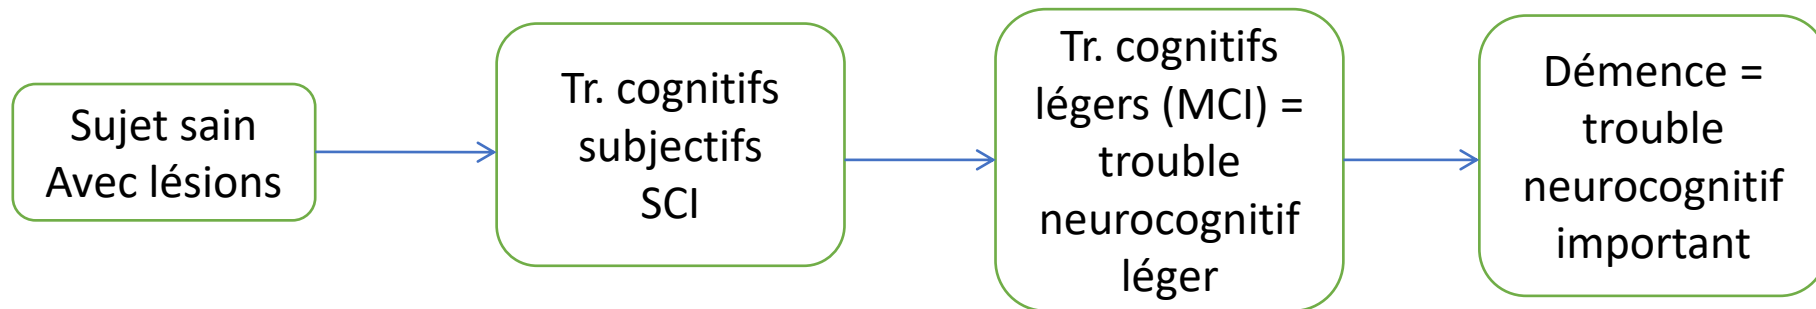 Sujet sain
Avec lésions
Tr. cognitifs
subjectifs
SCI
Tr. cognitifs
légers (MCI) =
trouble
neurocognitif
léger
Démence =
trouble
neurocognitif
important